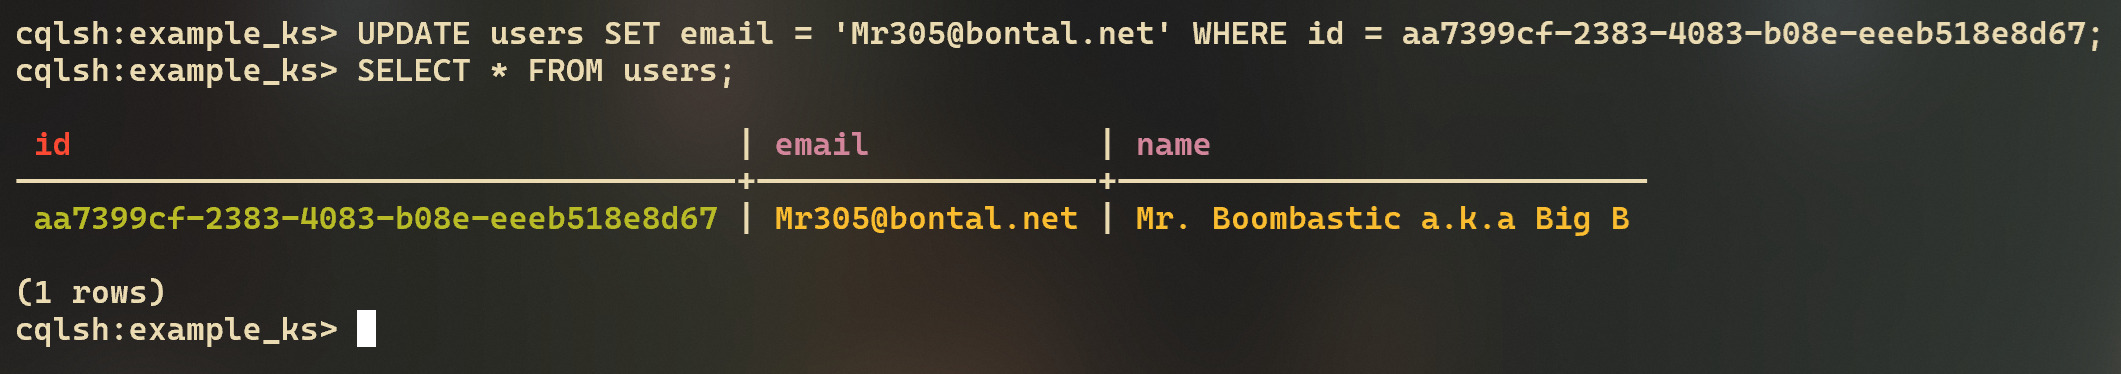 cqlsh:example_ks> UPDATE users SET email = 'Mr305@bontal.net' WHERE id = aa7399cf-2383-4083-b08e-eeeb518e8d67;
cqlsh:example_ks> SELECT * FROM users;
id | email | name
--------------------------------------+------------------+----------------------------
aa7399cf-2383-4083-b08e-eeeb518e8d67 | Mr305@bontal.net | Mr. Boombastic a.k.a Big B
(1 rows)
cqlsh:example_ks>